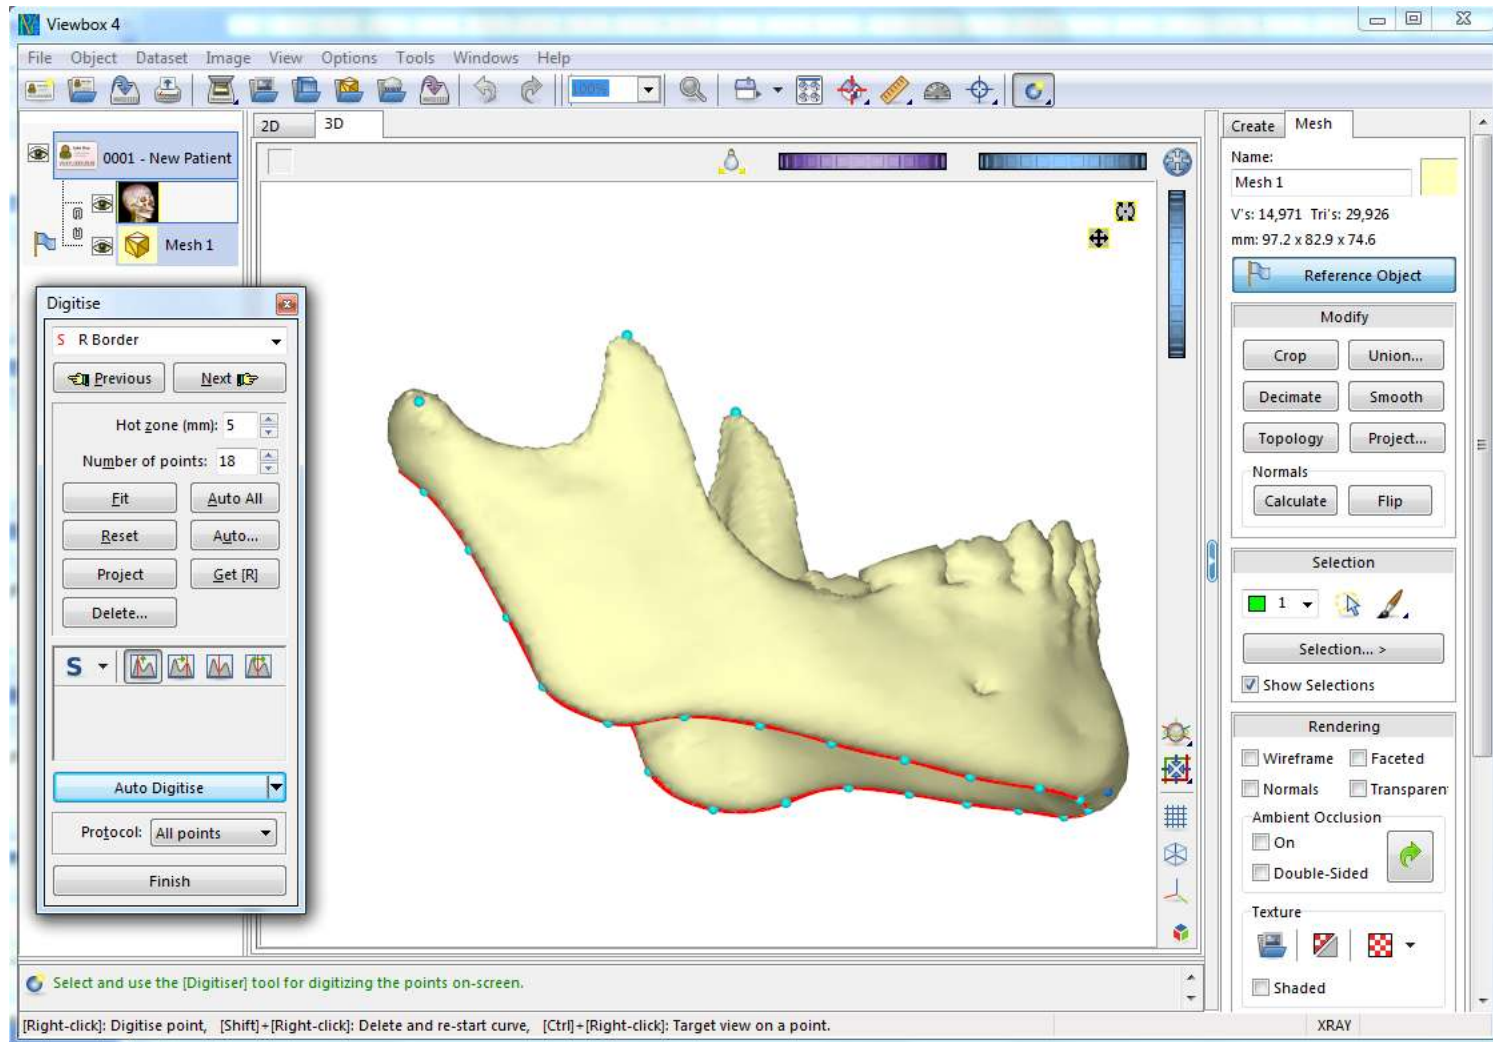 Viewbox 4
File Object Dataset Image View Options Tools Windows Help
100%
2D 3D
0001 - New Patient
Mesh 1
Digitise
S R Border
Previous Next
Hot zone (mm): 5
Number of points: 18
Fit Auto All
Reset Auto...
Project Get [R]
Delete...
S
Auto Digitise
Protocol: All points
Finish
Create Mesh
Name:
Mesh 1
V's: 14,971 Tri's: 29,926
mm: 97.2 x 82.9 x 74.6
Reference Object
Modify
Crop Union...
Decimate Smooth
Topology Project...
Normals
Calculate Flip
Selection
1
Selection... >
Show Selections
Rendering
Wireframe Faceted
Normals Transparen
Ambient Occlusion
On
Double-Sided
Texture
Shaded
Select and use the [Digitiser] tool for digitizing the points on-screen.
[Right-click]: Digitise point, [Shift]+[Right-click]: Delete and re-start curve, [Ctrl]+[Right-click]: Target view on a point.
XRAY